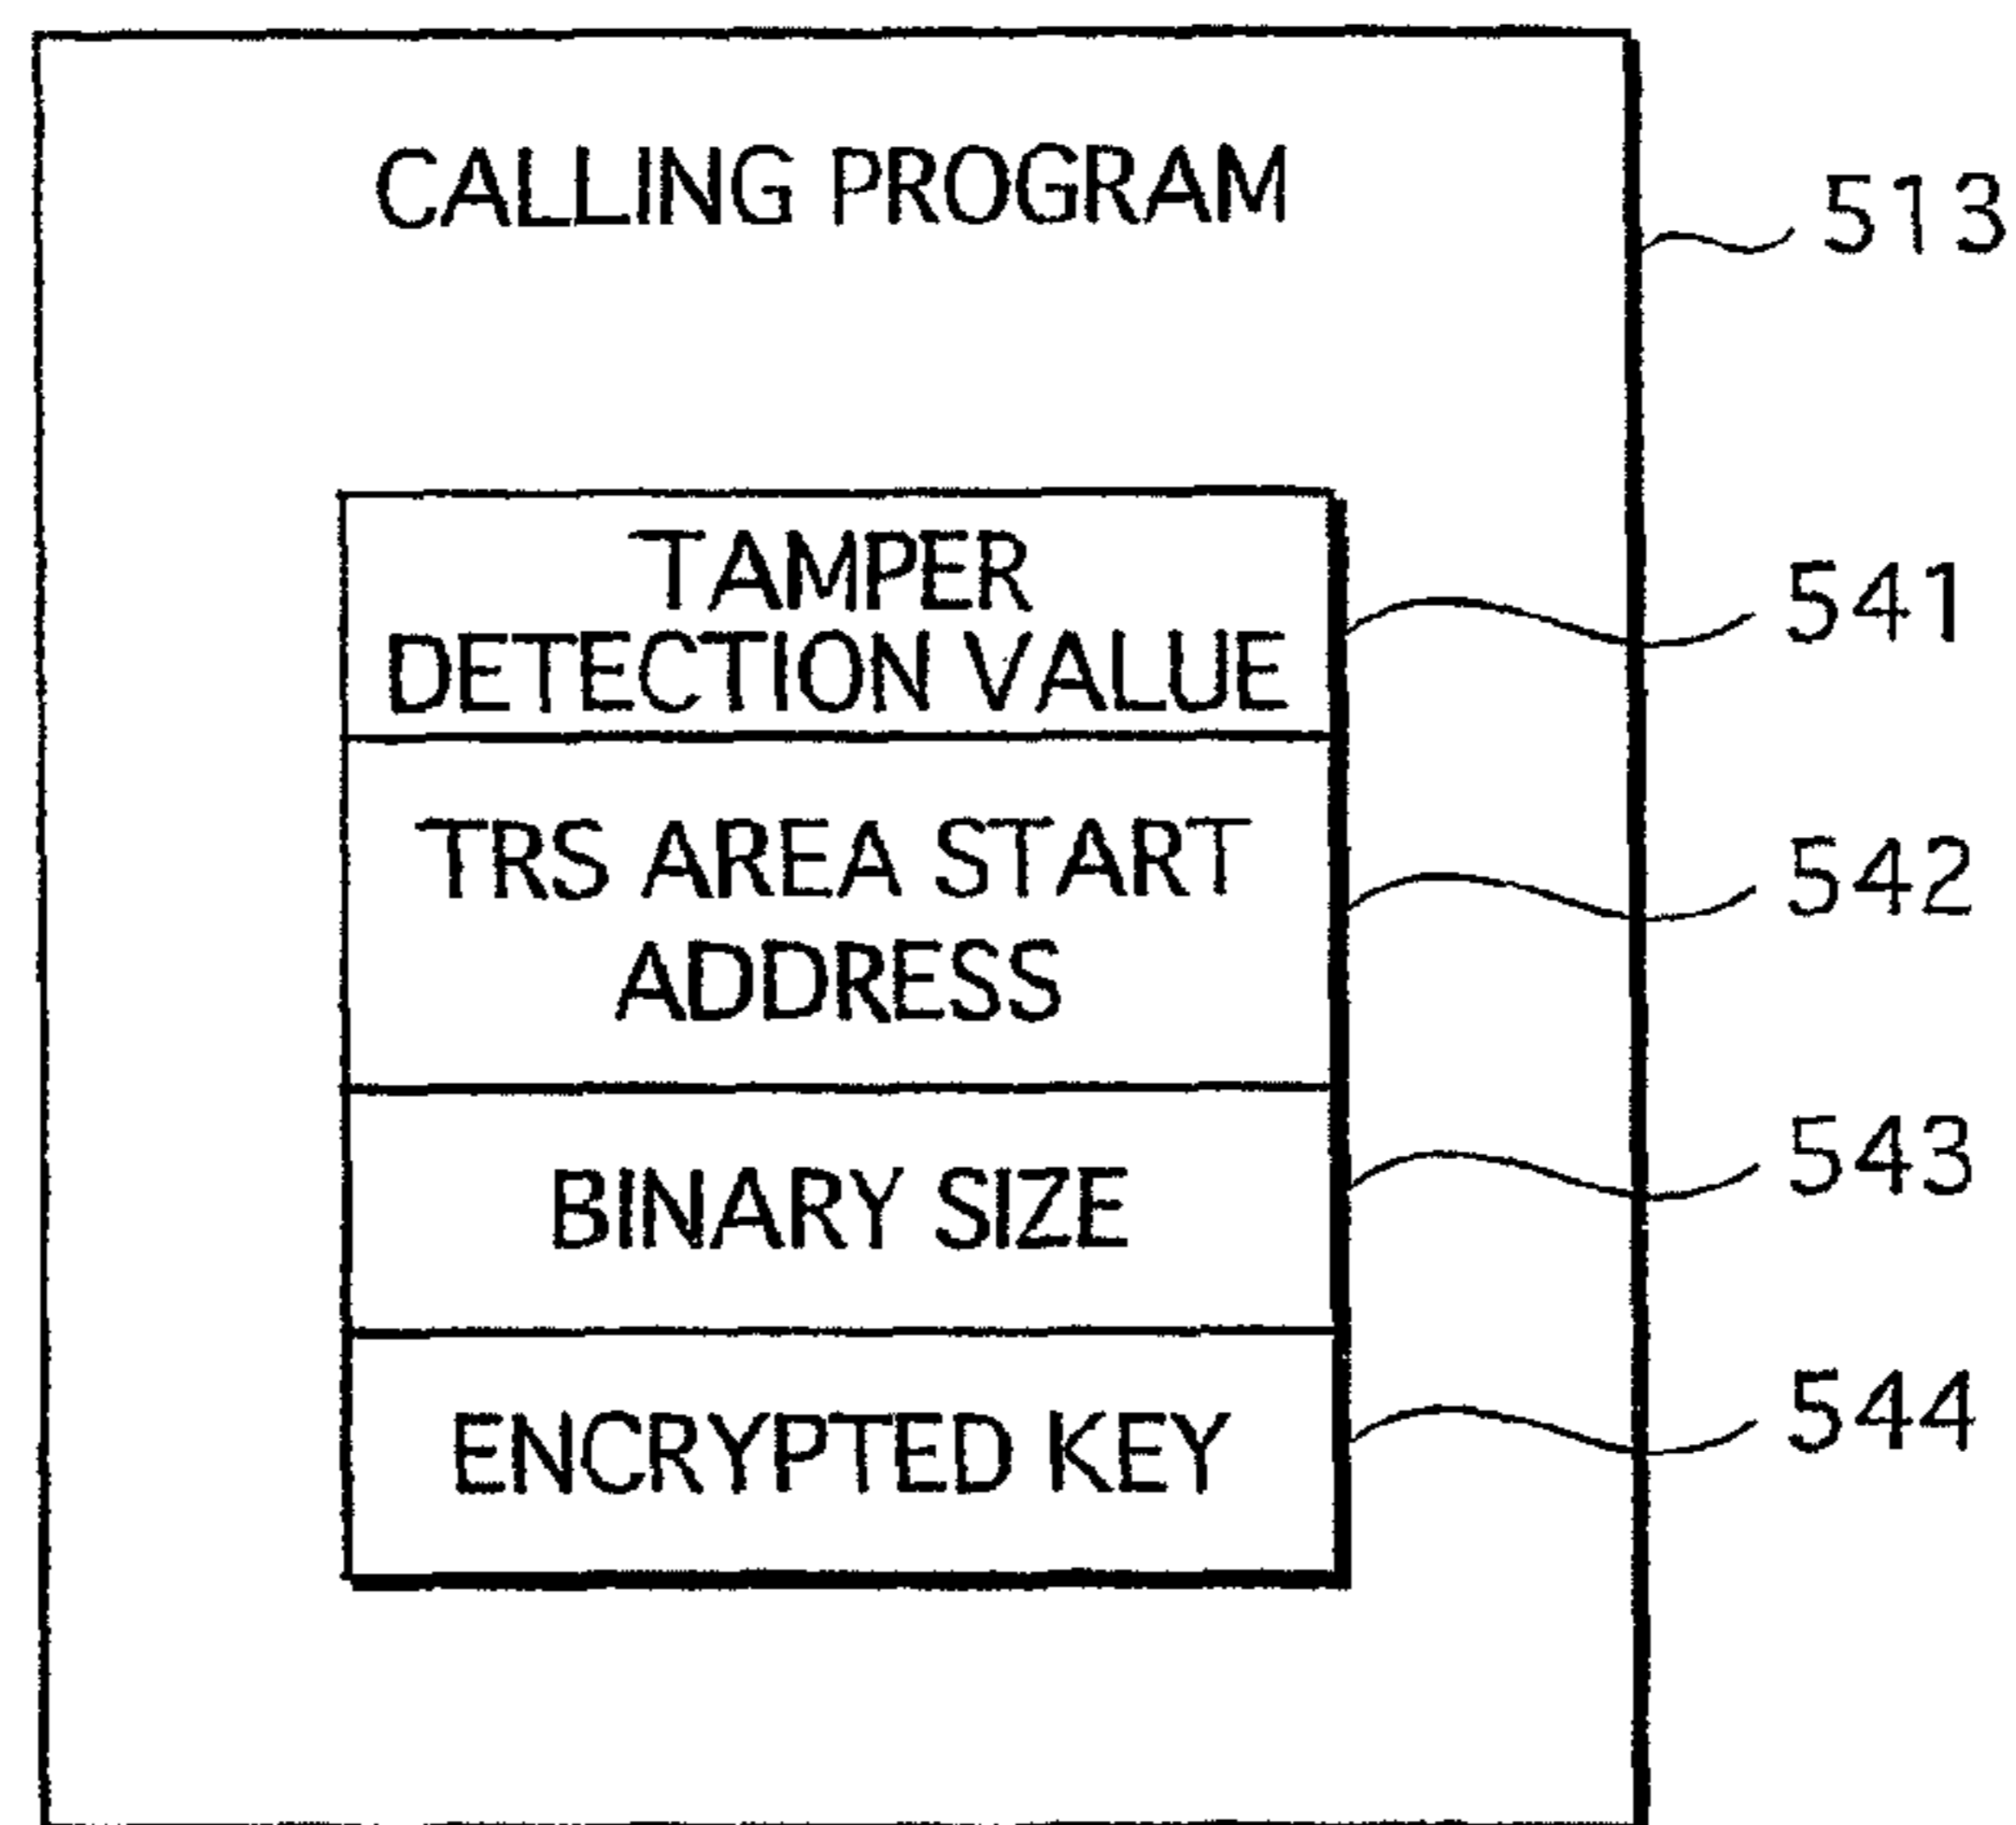 CALLING PROGRAM
513
TAMPER
DETECTION VALUE
541
TRS AREA START
ADDRESS
542
BINARY SIZE
543
ENCRYPTED KEY
544